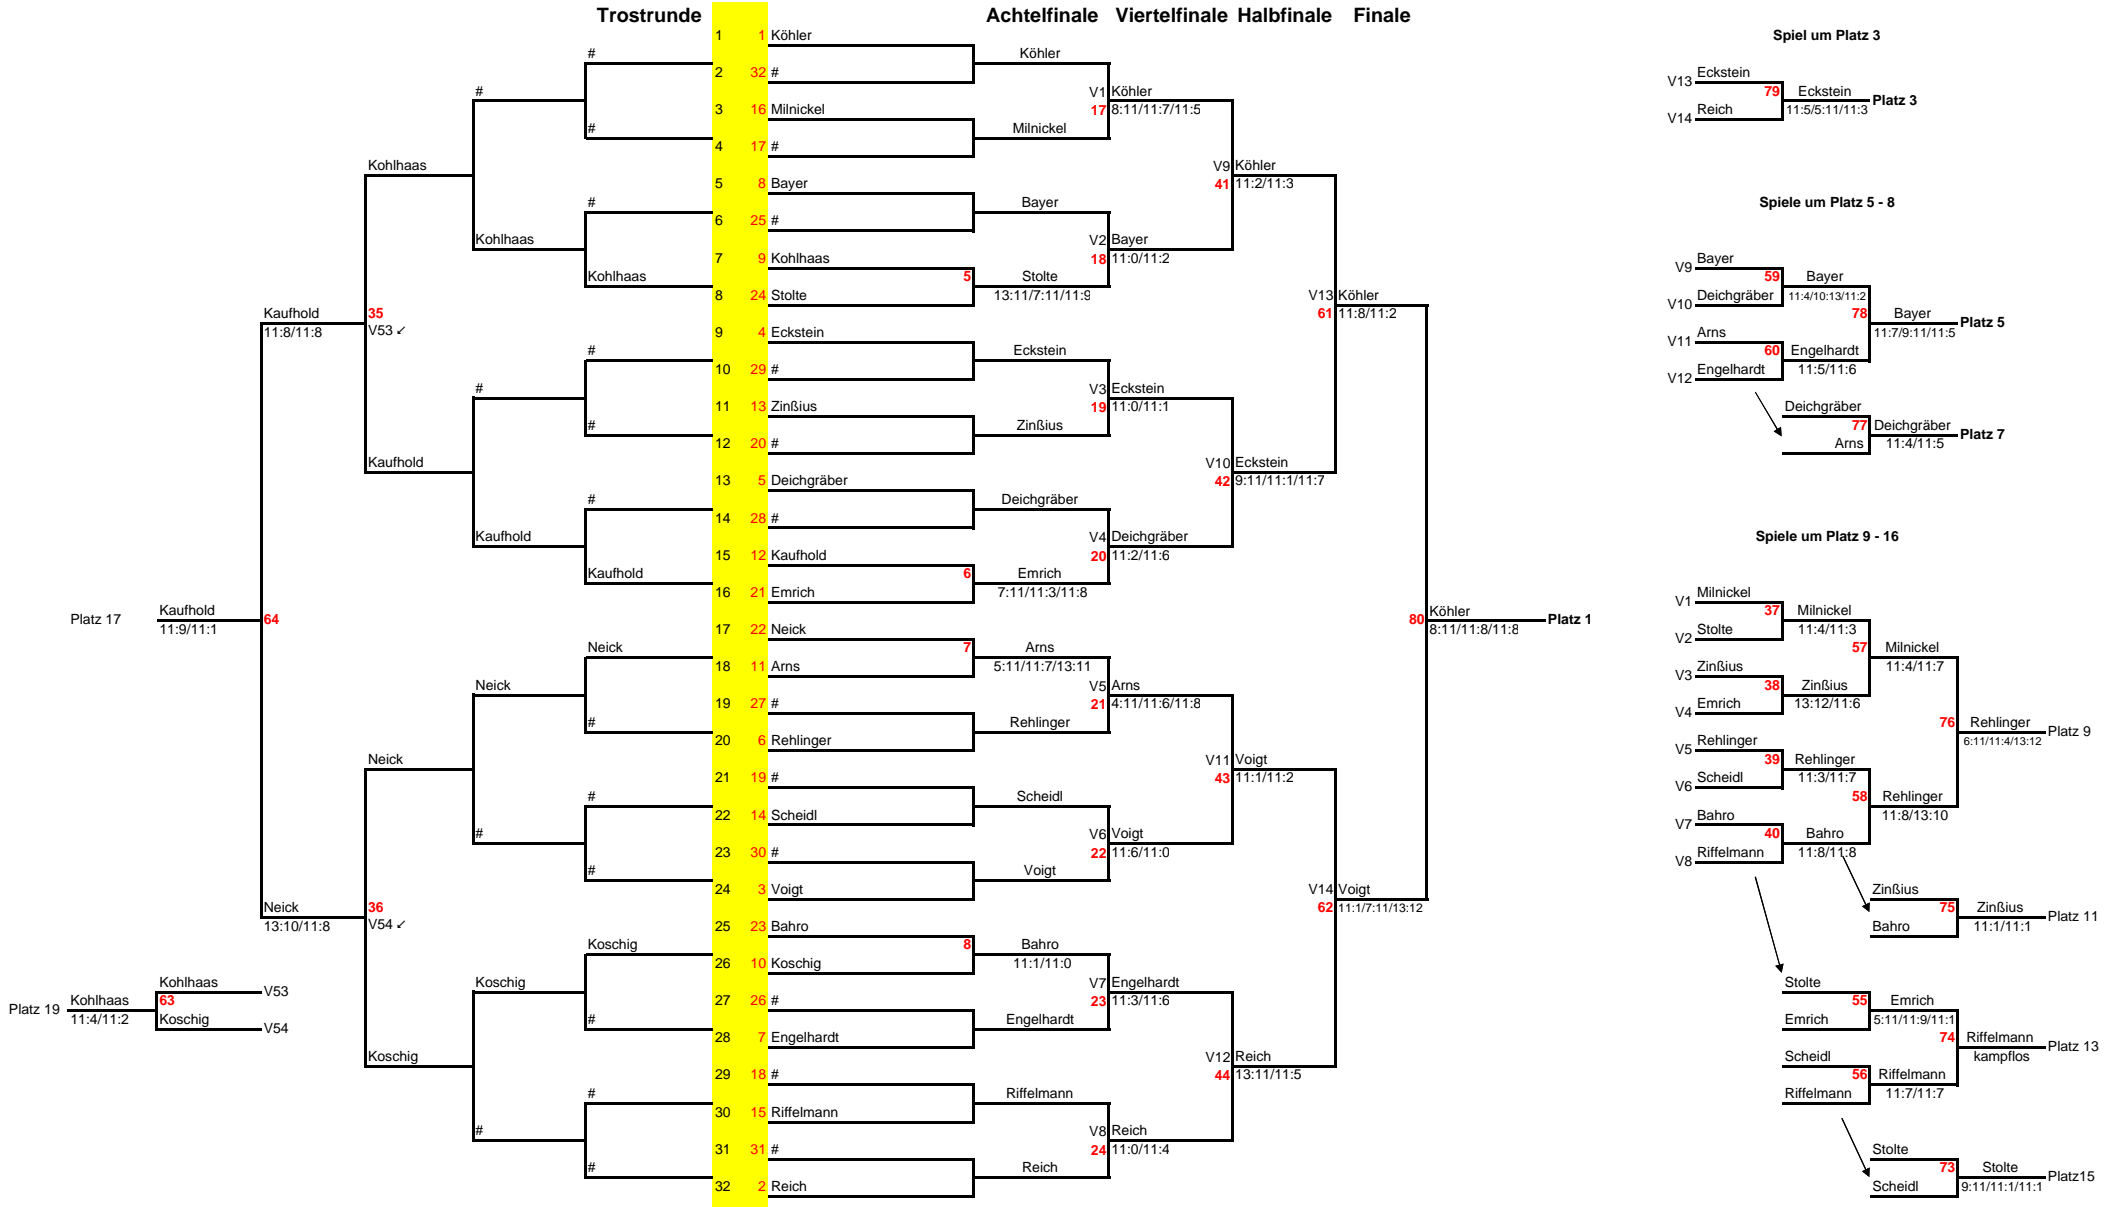 Trostrunde Achtelfinale Viertelfinale Halbfinale Finale
1 1 Köhler
Spiel um Platz 3
# Köhler
2 32 #
V13 Eckstein
# V1 Köhler
79 Eckstein Platz 3
3 16 Milnickel
17 8:11/11:7/11:5
11:5/5:11/11:3
V14 Reich
# Milnickel
4 17 #
Kohlhaas
V9 Köhler
5 8 Bayer
41 11:2/11:3
# Bayer
Spiele um Platz 5 - 8
6 25 #
Kohlhaas
V2 Bayer
7 9 Kohlhaas
18 11:0/11:2
V9 Bayer
Kohlhaas 5 Stolte
59 Bayer
8 24 Stolte
13:11/7:11/11:9
V13 Köhler
V10 Deichgräber
11:4/10:13/11:2
Kaufhold 35
61 11:8/11:2
78 Bayer Platz 5
11:8/11:8 V53 ↙
9 4 Eckstein
V11 Arns
11:7/9:11/11:5
# Eckstein
60 Engelhardt
10 29 #
V12 Engelhardt
11:5/11:6
# V3 Eckstein
11 13 Zinßius
19 11:0/11:1
Deichgräber
# Zinßius
77 Deichgräber Platz 7
12 20 #
Arns 11:4/11:5
Kaufhold
V10 Eckstein
13 5 Deichgräber
42 9:11/11:1/11:7
# Deichgräber
14 28 #
Kaufhold
V4 Deichgräber
Spiele um Platz 9 - 16
15 12 Kaufhold
20 11:2/11:6
Kaufhold 6 Emrich
16 21 Emrich
7:11/11:3/11:8
V1 Milnickel
Platz 17 Kaufhold 64
80 Köhler Platz 1
37 Milnickel
11:9/11:1
17 22 Neick
8:11/11:8/11:8
V2 Stolte
11:4/11:3
Neick 7 Arns
57 Milnickel
18 11 Arns
5:11/11:7/13:11
V3 Zinßius
11:4/11:7
Neick
V5 Arns
38 Zinßius
19 27 #
21 4:11/11:6/11:8
V4 Emrich
13:12/11:6
# Rehlinger
76 Rehlinger Platz 9
20 6 Rehlinger
V5 Rehlinger
6:11/11:4/13:12
Neick
V11 Voigt
39 Rehlinger
21 19 #
43 11:1/11:2
V6 Scheidl
11:3/11:7
# Scheidl
58 Rehlinger
22 14 Scheidl
V7 Bahro
11:8/13:10
#
V6 Voigt
40 Bahro
23 30 #
22 11:6/11:0
V8 Riffelmann
11:8/11:8
# Voigt
24 3 Voigt
V14 Voigt
Zinßius
Neick 36
62 11:1/7:11/13:12
75 Zinßius Platz 11
13:10/11:8 V54 ↙
25 23 Bahro
Bahro 11:1/11:1
Koschig 8 Bahro
26 10 Koschig
11:1/11:0
Kohlhaas V53
Koschig
V7 Engelhardt
Stolte
Platz 19 Kohlhaas 63
27 26 #
23 11:3/11:6
55 Emrich
11:4/11:2 Koschig V54
# Engelhardt
Emrich 5:11/11:9/11:1
28 7 Engelhardt
74 Riffelmann Platz 13
Koschig
V12 Reich
Scheidl kampflos
29 18 #
44 13:11/11:5
56 Riffelmann
# Riffelmann
Riffelmann 11:7/11:7
30 15 Riffelmann
#
V8 Reich
31 31 #
24 11:0/11:4
Stolte
# Reich
73 Stolte Platz15
32 2 Reich
Scheidl 9:11/11:1/11:1